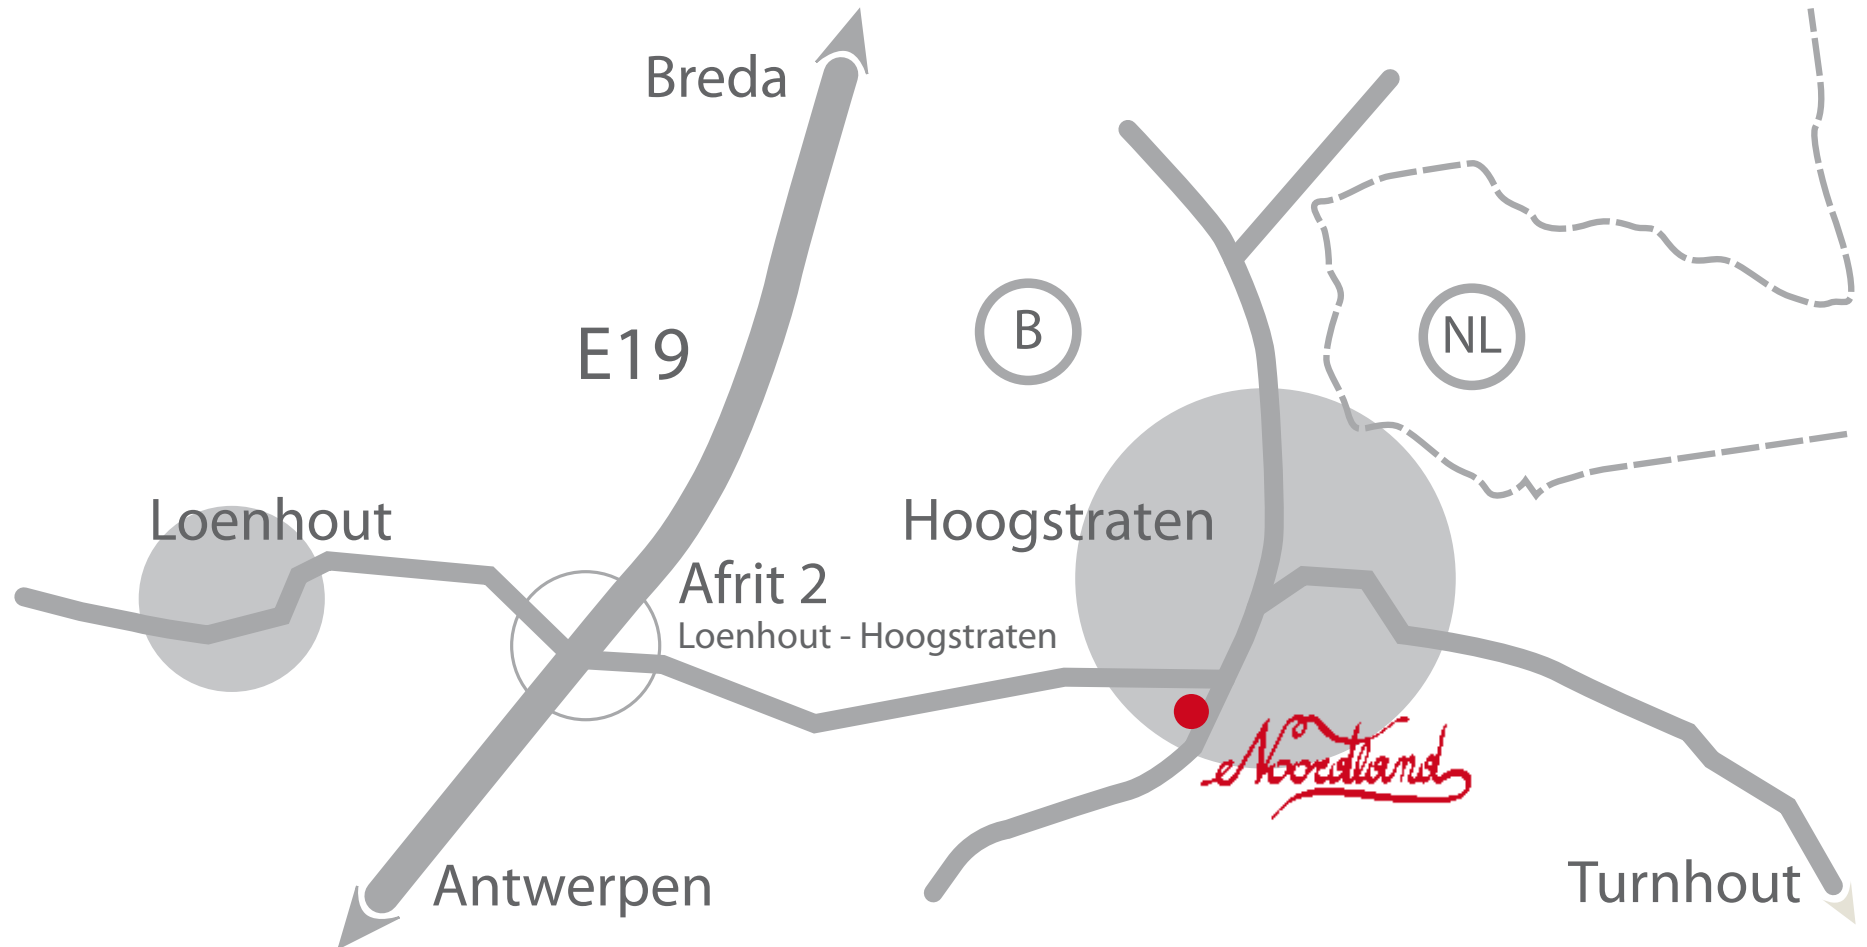 Breda
E19
B
NL
Loenhout
Hoogstraten
Afrit 2
Loenhout - Hoogstraten
Noordland
Antwerpen
Turnhout